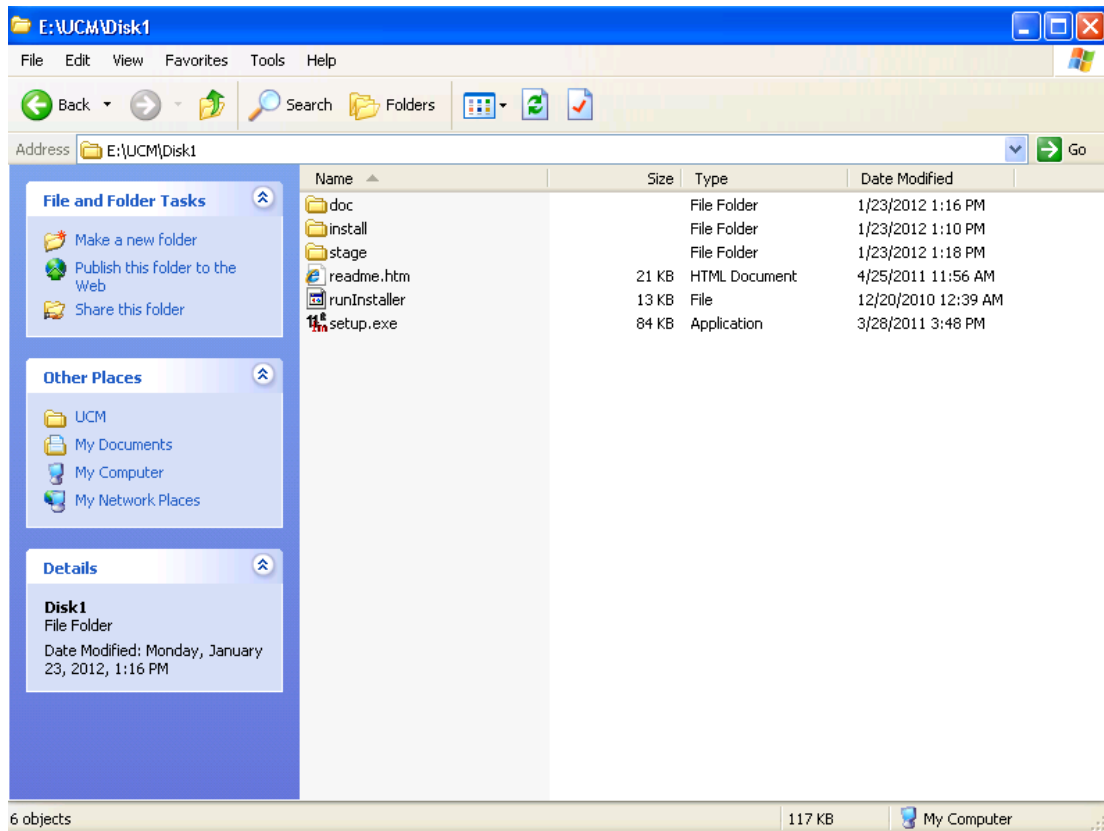 E:\UCM\Disk1
File Edit View Favorites Tools Help
Back Search Folders
Address E:\UCM\Disk1 Go
File and Folder Tasks
Make a new folder
Publish this folder to the
Web
Share this folder
Other Places
UCM
My Documents
My Computer
My Network Places
Details
Disk1
File Folder
Date Modified: Monday, January
23, 2012, 1:16 PM
Name Size Type Date Modified
doc File Folder 1/23/2012 1:16 PM
install File Folder 1/23/2012 1:10 PM
stage File Folder 1/23/2012 1:18 PM
readme.htm 21 KB HTML Document 4/25/2011 11:56 AM
runInstaller 13 KB File 12/20/2010 12:39 AM
setup.exe 84 KB Application 3/28/2011 3:48 PM
6 objects 117 KB My Computer